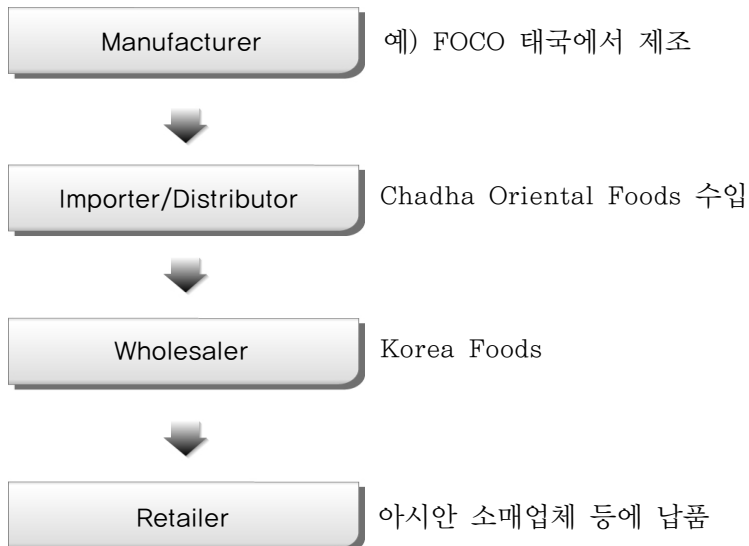 Manufacturer 예) FOCO 태국에서 제조
Importer/Distributor Chadha Oriental Foods 수입
Wholesaler Korea Foods
Retailer 아시안 소매업체 등에 납품